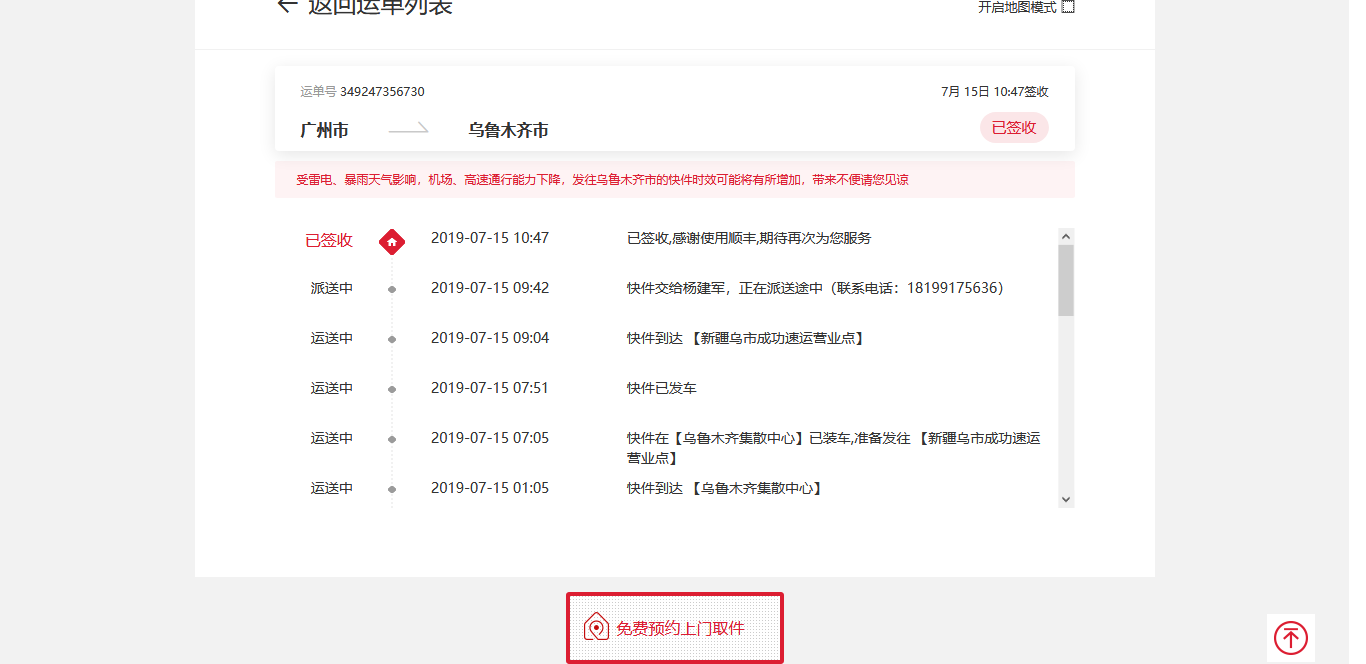 返回运单列表
开启地图模式
运单号 349247356730
7月 15日 10:47签收
广州市
乌鲁木齐市
已签收
受雷电、暴雨天气影响，机场、高速通行能力下降，发往乌鲁木齐市的快件时效可能将有所增加，带来不便请您见谅
已签收 2019-07-15 10:47 已签收,感谢使用顺丰,期待再次为您服务
派送中 2019-07-15 09:42 快件交给杨建军，正在派送途中（联系电话：18199175636）
运送中 2019-07-15 09:04 快件到达 【新疆乌市成功速运营业点】
运送中 2019-07-15 07:51 快件已发车
运送中 2019-07-15 07:05 快件在【乌鲁木齐集散中心】已装车,准备发往 【新疆乌市成功速运
营业点】
运送中 2019-07-15 01:05 快件到达 【乌鲁木齐集散中心】
免费预约上门取件